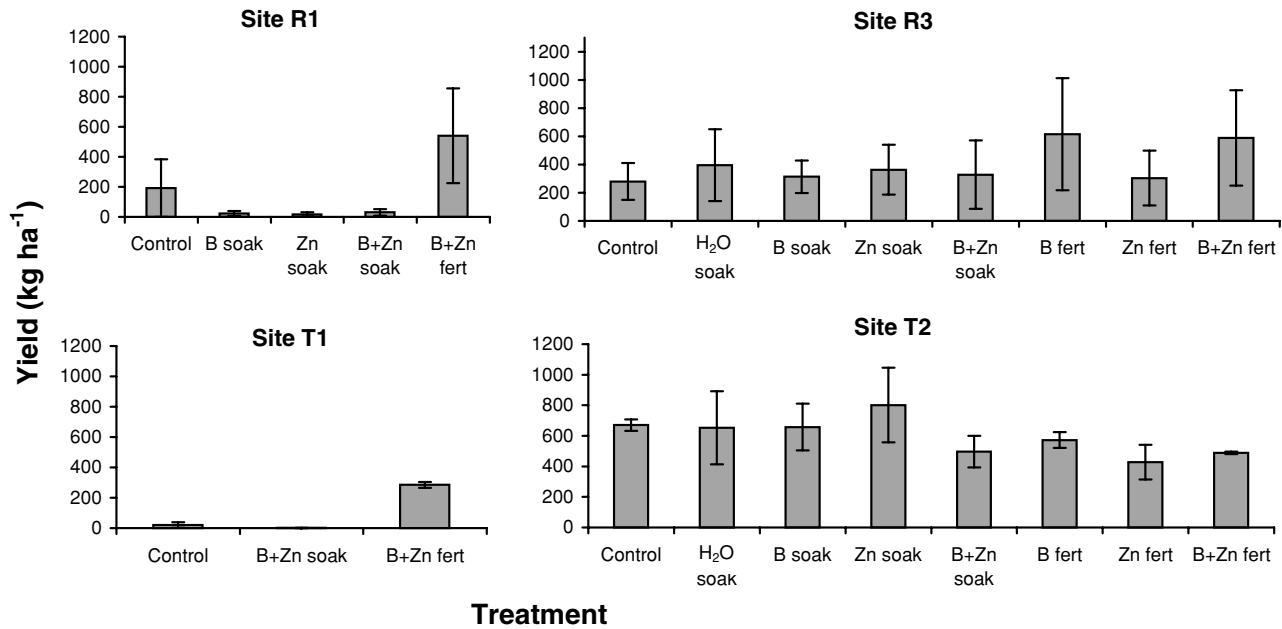 Site R1
1200
1000
800
600
400
200
0
Control
B soak
Zn
soak
B+Zn
soak
B+Zn
fert
Site R3
1200
1000
800
600
400
200
0
Control
H₂O
soak
B soak
Zn soak
B+Zn
soak
B fert
Zn fert
B+Zn fert
Yield (kg ha⁻¹)
Site T1
1200
1000
800
600
400
200
0
Control
B+Zn soak
B+Zn fert
Site T2
1200
1000
800
600
400
200
0
Control
H₂O
soak
B soak
Zn soak
B+Zn
soak
B fert
Zn fert
B+Zn fert
Treatment